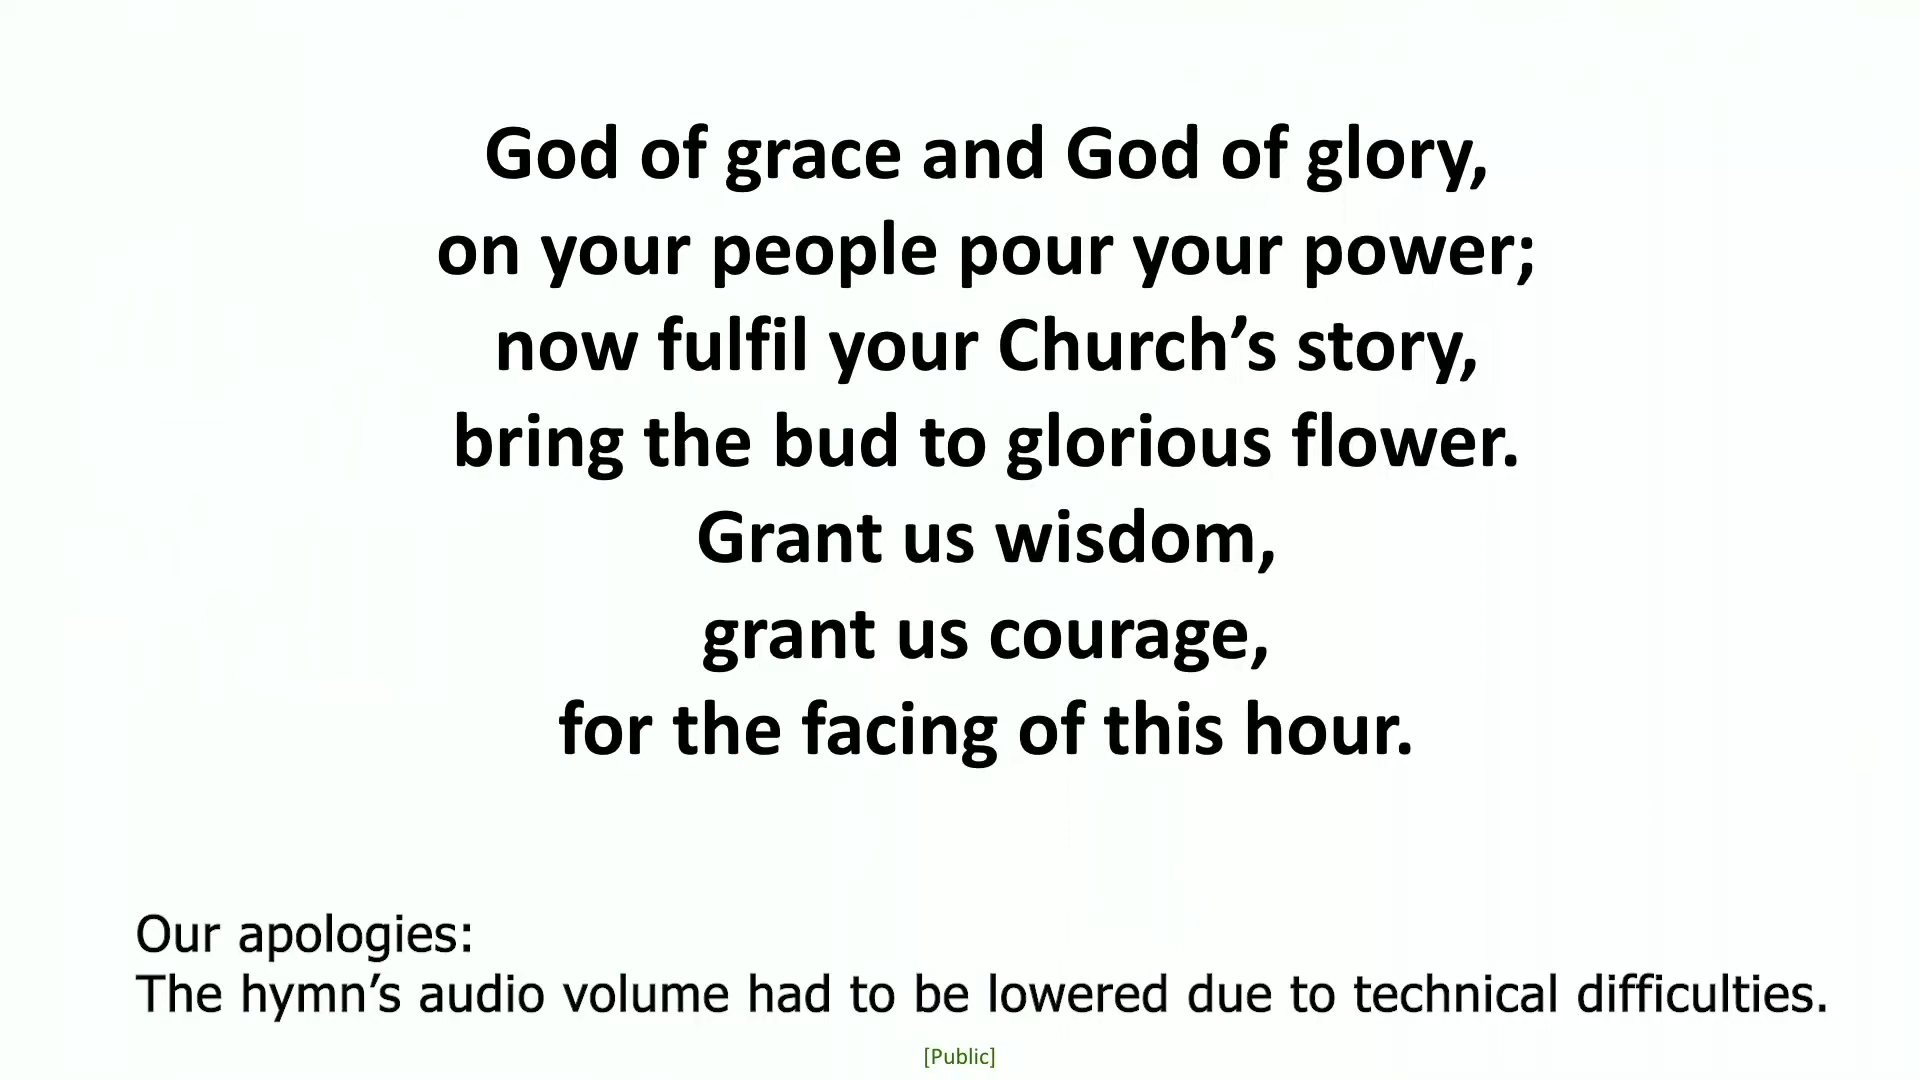 God of grace and God of glory,
on your people pour your power;
now fulfil your Church’s story,
bring the bud to glorious flower.
Grant us wisdom,
grant us courage,
for the facing of this hour.
Our apologies:
The hymn’s audio volume had to be lowered due to technical difficulties.
[Public]